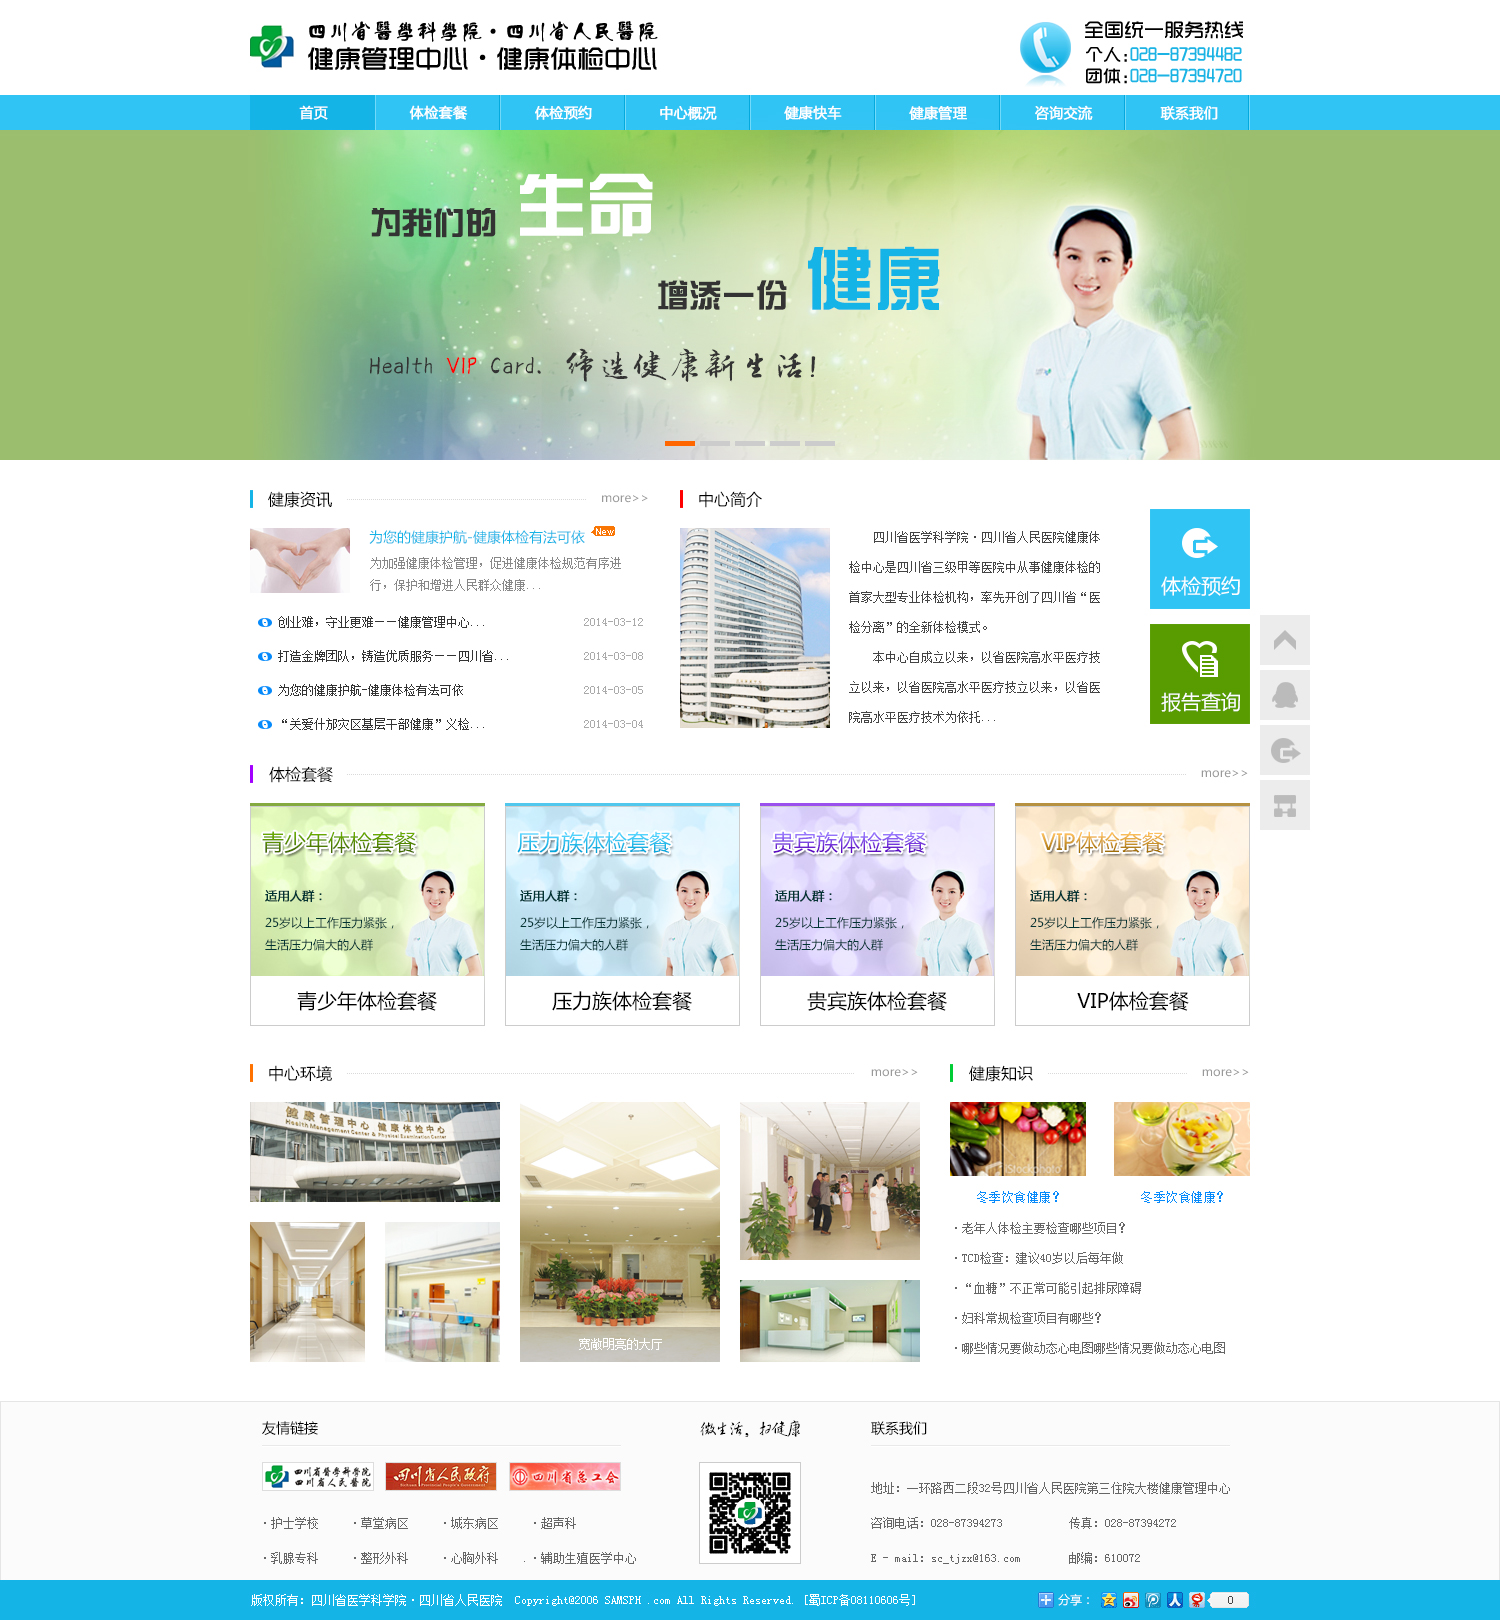 四川省醫學科學院·四川省人民醫院
健康管理中心·健康体检中心
全国统一服务热线
个人:028-87394482
团体:028-87394720
首页 体检套餐 体检预约 中心概况 健康快车 健康管理 咨询交流 联系我们
为我们的 生命
增添一份 健康
Health VIP Card. 缔造健康新生活!
健康资讯 more>>
为您的健康护航-健康体检有法可依 New
为加强健康体检管理，促进健康体检规范有序进
行，保护和增进人民群众健康...
创业难，守业更难－－健康管理中心... 2014-03-12
打造金牌团队，铸造优质服务－－四川省... 2014-03-08
为您的健康护航-健康体检有法可依 2014-03-05
“关爱什邡灾区基层干部健康”义检... 2014-03-04
中心简介
四川省医学科学院·四川省人民医院健康体
检中心是四川省三级甲等医院中从事健康体检的
首家大型专业体检机构，率先开创了四川省“医
检分离”的全新体检模式。
本中心自成立以来，以省医院高水平医疗技
立以来，以省医院高水平医疗技立以来，以省医
院高水平医疗技术为依托...
体检预约
报告查询
体检套餐 more>>
青少年体检套餐
适用人群：
25岁以上工作压力紧张，
生活压力偏大的人群
青少年体检套餐
压力族体检套餐
适用人群：
25岁以上工作压力紧张，
生活压力偏大的人群
压力族体检套餐
贵宾族体检套餐
适用人群：
25岁以上工作压力紧张，
生活压力偏大的人群
贵宾族体检套餐
VIP体检套餐
适用人群：
25岁以上工作压力紧张，
生活压力偏大的人群
VIP体检套餐
中心环境 more>>
健康管理中心 健康体检中心
Health Management Center & Physical Examination Center
宽敞明亮的大厅
健康知识 more>>
iStockphoto
冬季饮食健康？ 冬季饮食健康？
·老年人体检主要检查哪些项目？
·TCD检查：建议40岁以后每年做
·“血糖”不正常可能引起排尿障碍
·妇科常规检查项目有哪些？
·哪些情况要做动态心电图哪些情况要做动态心电图
友情链接
四川省醫學科學院
四川省人民醫院
四川省人民政府
四川省总工会
·护士学校 ·草堂病区 ·城东病区 ·超声科
·乳腺专科 ·整形外科 ·心胸外科 .·辅助生殖医学中心
微生活，扫健康
联系我们
地址：一环路西二段32号四川省人民医院第三住院大楼健康管理中心
咨询电话：028-87394273 传真：028-87394272
E - mail：sc_tjzx@163.com 邮编：610072
版权所有：四川省医学科学院·四川省人民医院 Copyright@2006 SAMSPH .com All Rights Reserved. [蜀ICP备08110606号]
分享： 0